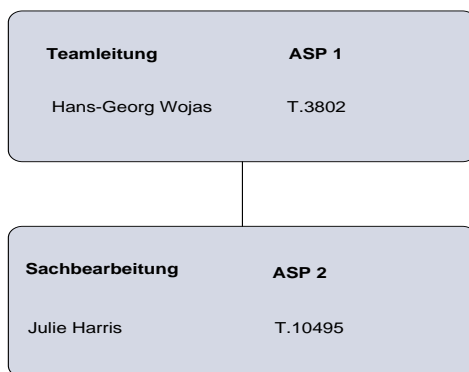 Teamleitung ASP 1
Hans-Georg Wojas T.3802
Sachbearbeitung ASP 2
Julie Harris T.10495